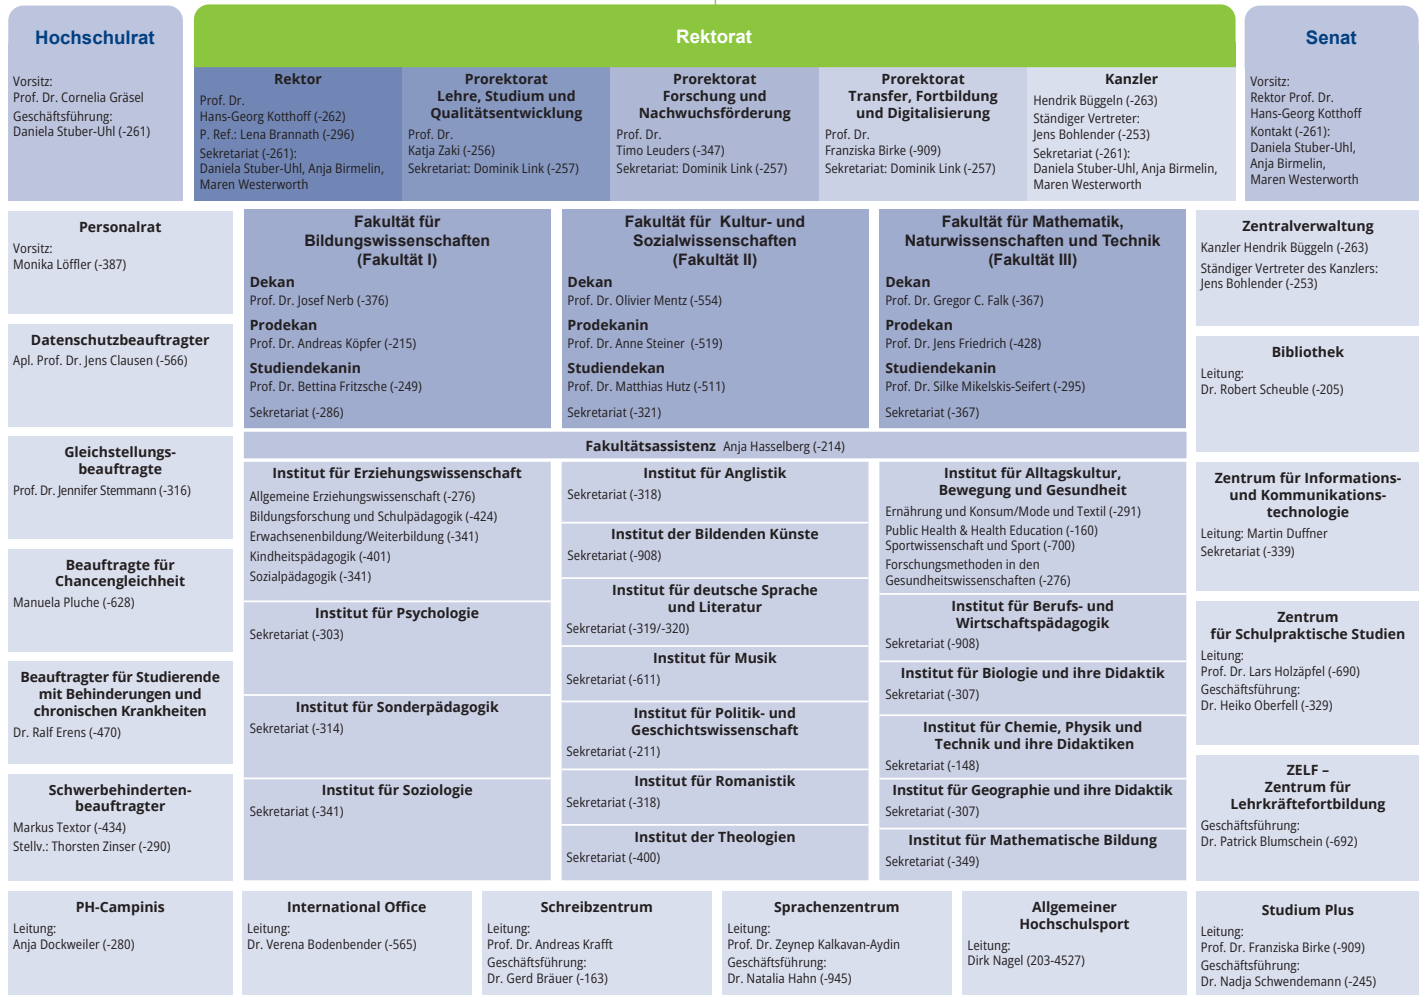 Hochschulrat
Vorsitz:
Prof. Dr. Cornelia Gräsel
Geschäftsführung:
Daniela Stuber-Uhl (-261)
Rektorat
Rektor
Prof. Dr.
Hans-Georg Kotthoff (-262)
P. Ref.: Lena Brannath (-296)
Sekretariat (-261):
Daniela Stuber-Uhl, Anja Birmelin,
Maren Westerworth
Prorektorat
Lehre, Studium und
Qualitätsentwicklung
Prof. Dr.
Katja Zaki (-256)
Sekretariat: Dominik Link (-257)
Prorektorat
Forschung und
Nachwuchsförderung
Prof. Dr.
Timo Leuders (-347)
Sekretariat: Dominik Link (-257)
Prorektorat
Transfer, Fortbildung
und Digitalisierung
Prof. Dr.
Franziska Birke (-909)
Sekretariat: Dominik Link (-257)
Kanzler
Hendrik Büggeln (-263)
Ständiger Vertreter:
Jens Bohlender (-253)
Sekretariat (-261):
Daniela Stuber-Uhl, Anja Birmelin,
Maren Westerworth
Senat
Vorsitz:
Rektor Prof. Dr.
Hans-Georg Kotthoff
Kontakt (-261):
Daniela Stuber-Uhl,
Anja Birmelin,
Maren Westerworth
Personalrat
Vorsitz:
Monika Löffler (-387)
Datenschutzbeauftragter
Apl. Prof. Dr. Jens Clausen (-566)
Gleichstellungs-
beauftragte
Prof. Dr. Jennifer Stemmann (-316)
Beauftragte für
Chancengleichheit
Manuela Pluche (-628)
Beauftragter für Studierende
mit Behinderungen und
chronischen Krankheiten
Dr. Ralf Erens (-470)
Schwerbehinderten-
beauftragter
Markus Textor (-434)
Stellv.: Thorsten Zinser (-290)
Fakultät für
Bildungswissenschaften
(Fakultät I)
Dekan
Prof. Dr. Josef Nerb (-376)
Prodekan
Prof. Dr. Andreas Köpfer (-215)
Studiendekanin
Prof. Dr. Bettina Fritzsche (-249)
Sekretariat (-286)
Fakultät für Kultur- und
Sozialwissenschaften
(Fakultät II)
Dekan
Prof. Dr. Olivier Mentz (-554)
Prodekanin
Prof. Dr. Anne Steiner (-519)
Studiendekan
Prof. Dr. Matthias Hutz (-511)
Sekretariat (-321)
Fakultät für Mathematik,
Naturwissenschaften und Technik
(Fakultät III)
Dekan
Prof. Dr. Gregor C. Falk (-367)
Prodekan
Prof. Dr. Jens Friedrich (-428)
Studiendekanin
Prof. Dr. Silke Mikelskis-Seifert (-295)
Sekretariat (-367)
Fakultätsassistenz Anja Hasselberg (-214)
Institut für Erziehungswissenschaft
Allgemeine Erziehungswissenschaft (-276)
Bildungsforschung und Schulpädagogik (-424)
Erwachsenenbildung/Weiterbildung (-341)
Kindheitspädagogik (-401)
Sozialpädagogik (-341)
Institut für Psychologie
Sekretariat (-303)
Institut für Sonderpädagogik
Sekretariat (-314)
Institut für Soziologie
Sekretariat (-341)
Institut für Anglistik
Sekretariat (-318)
Institut der Bildenden Künste
Sekretariat (-908)
Institut für deutsche Sprache
und Literatur
Sekretariat (-319/-320)
Institut für Musik
Sekretariat (-611)
Institut für Politik- und
Geschichtswissenschaft
Sekretariat (-211)
Institut für Romanistik
Sekretariat (-318)
Institut der Theologien
Sekretariat (-400)
Institut für Alltagskultur,
Bewegung und Gesundheit
Ernährung und Konsum/Mode und Textil (-291)
Public Health & Health Education (-160)
Sportwissenschaft und Sport (-700)
Forschungsmethoden in den
Gesundheitswissenschaften (-276)
Institut für Berufs- und
Wirtschaftspädagogik
Sekretariat (-908)
Institut für Biologie und ihre Didaktik
Sekretariat (-307)
Institut für Chemie, Physik und
Technik und ihre Didaktiken
Sekretariat (-148)
Institut für Geographie und ihre Didaktik
Sekretariat (-307)
Institut für Mathematische Bildung
Sekretariat (-349)
Zentralverwaltung
Kanzler Hendrik Büggeln (-263)
Ständiger Vertreter des Kanzlers:
Jens Bohlender (-253)
Bibliothek
Leitung:
Dr. Robert Scheuble (-205)
Zentrum für Informations-
und Kommunikations-
technologie
Leitung: Martin Duffner
Sekretariat (-339)
Zentrum
für Schulpraktische Studien
Leitung:
Prof. Dr. Lars Holzäpfel (-690)
Geschäftsführung:
Dr. Heiko Oberfell (-329)
ZELF –
Zentrum für
Lehrkräftefortbildung
Geschäftsführung:
Dr. Patrick Blumschein (-692)
PH-Campinis
Leitung:
Anja Dockweiler (-280)
International Office
Leitung:
Dr. Verena Bodenbender (-565)
Schreibzentrum
Leitung:
Prof. Dr. Andreas Krafft
Geschäftsführung:
Dr. Gerd Bräuer (-163)
Sprachenzentrum
Leitung:
Prof. Dr. Zeynep Kalkavan-Aydin
Geschäftsführung:
Dr. Natalia Hahn (-945)
Allgemeiner
Hochschulsport
Leitung:
Dirk Nagel (203-4527)
Studium Plus
Leitung:
Prof. Dr. Franziska Birke (-909)
Geschäftsführung:
Dr. Nadja Schwendemann (-245)